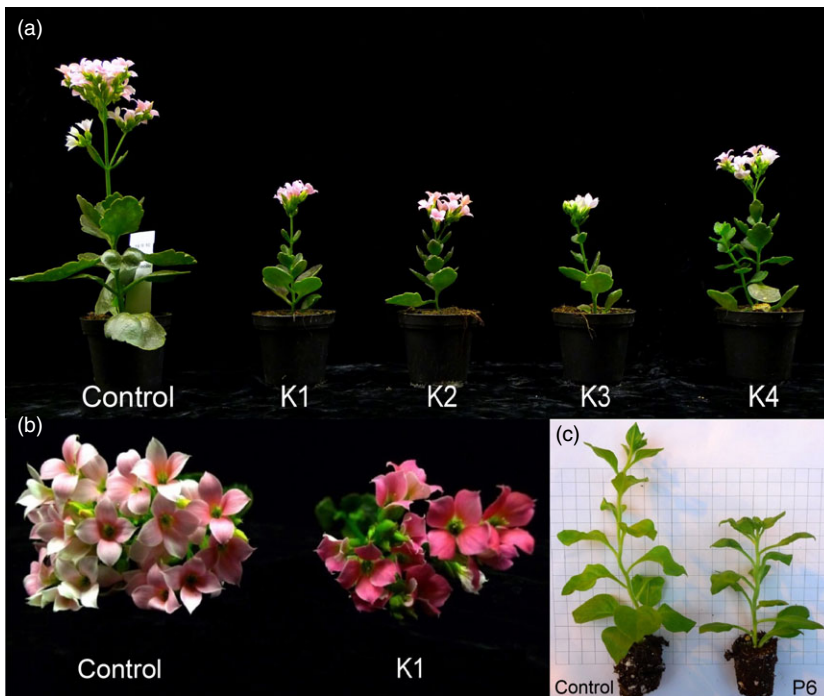 (a)
Control K1 K2 K3 K4
(b)
Control K1
(c)
Control P6